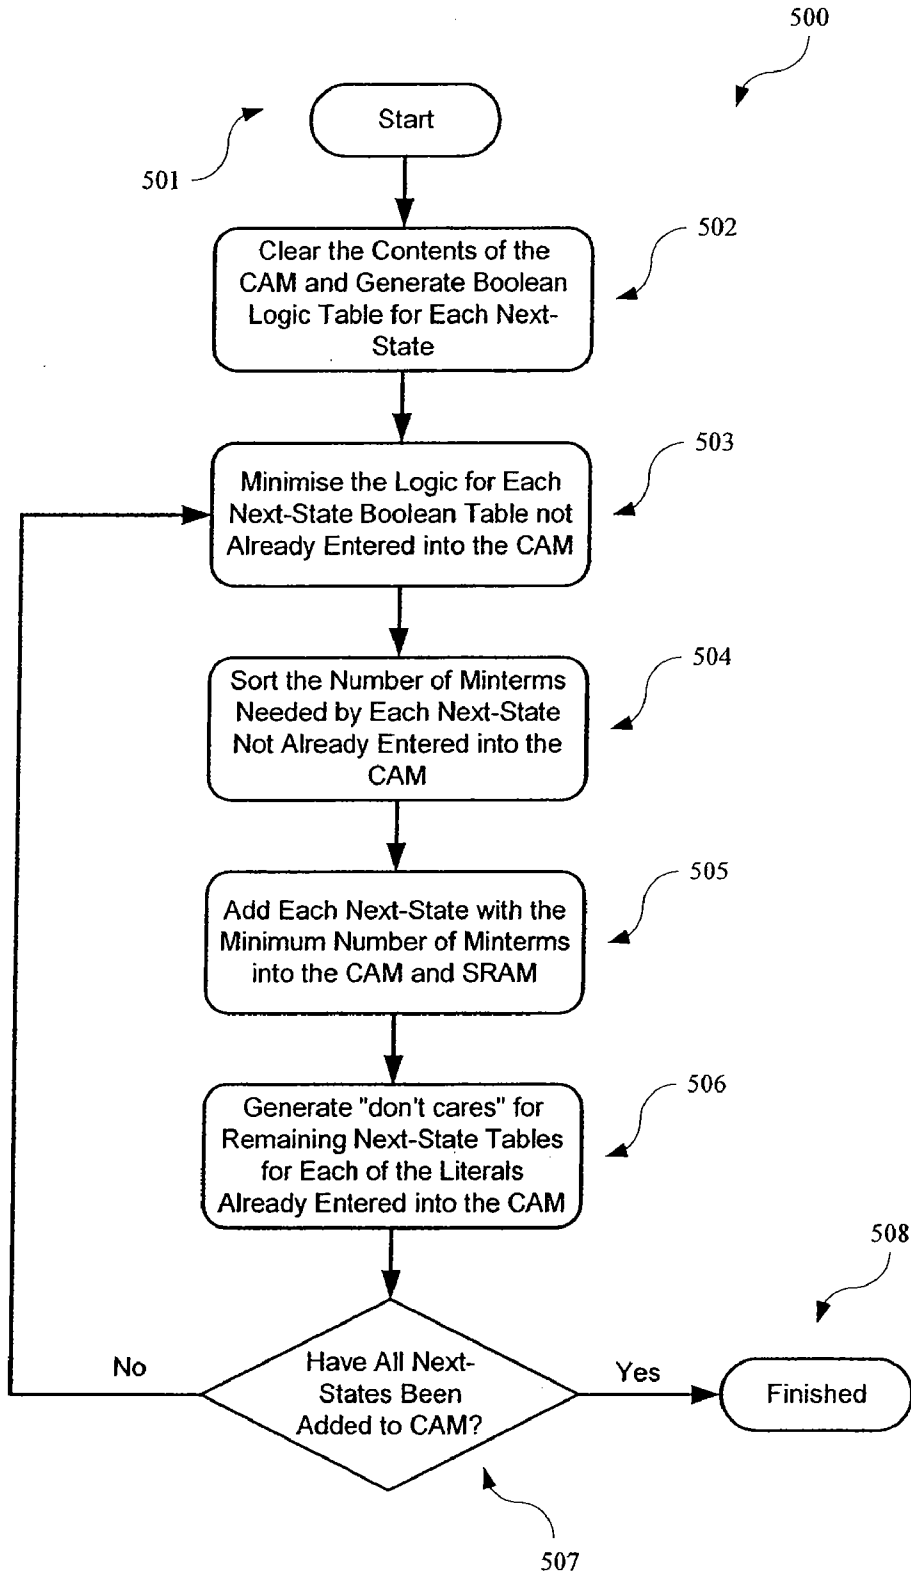 500
Start
501
502
Clear the Contents of the
CAM and Generate Boolean
Logic Table for Each Next-
State
503
Minimise the Logic for Each
Next-State Boolean Table not
Already Entered into the CAM
504
Sort the Number of Minterms
Needed by Each Next-State
Not Already Entered into the
CAM
505
Add Each Next-State with the
Minimum Number of Minterms
into the CAM and SRAM
506
Generate "don't cares" for
Remaining Next-State Tables
for Each of the Literals
Already Entered into the CAM
508
No
Have All Next-
States Been
Added to CAM?
Yes
Finished
507